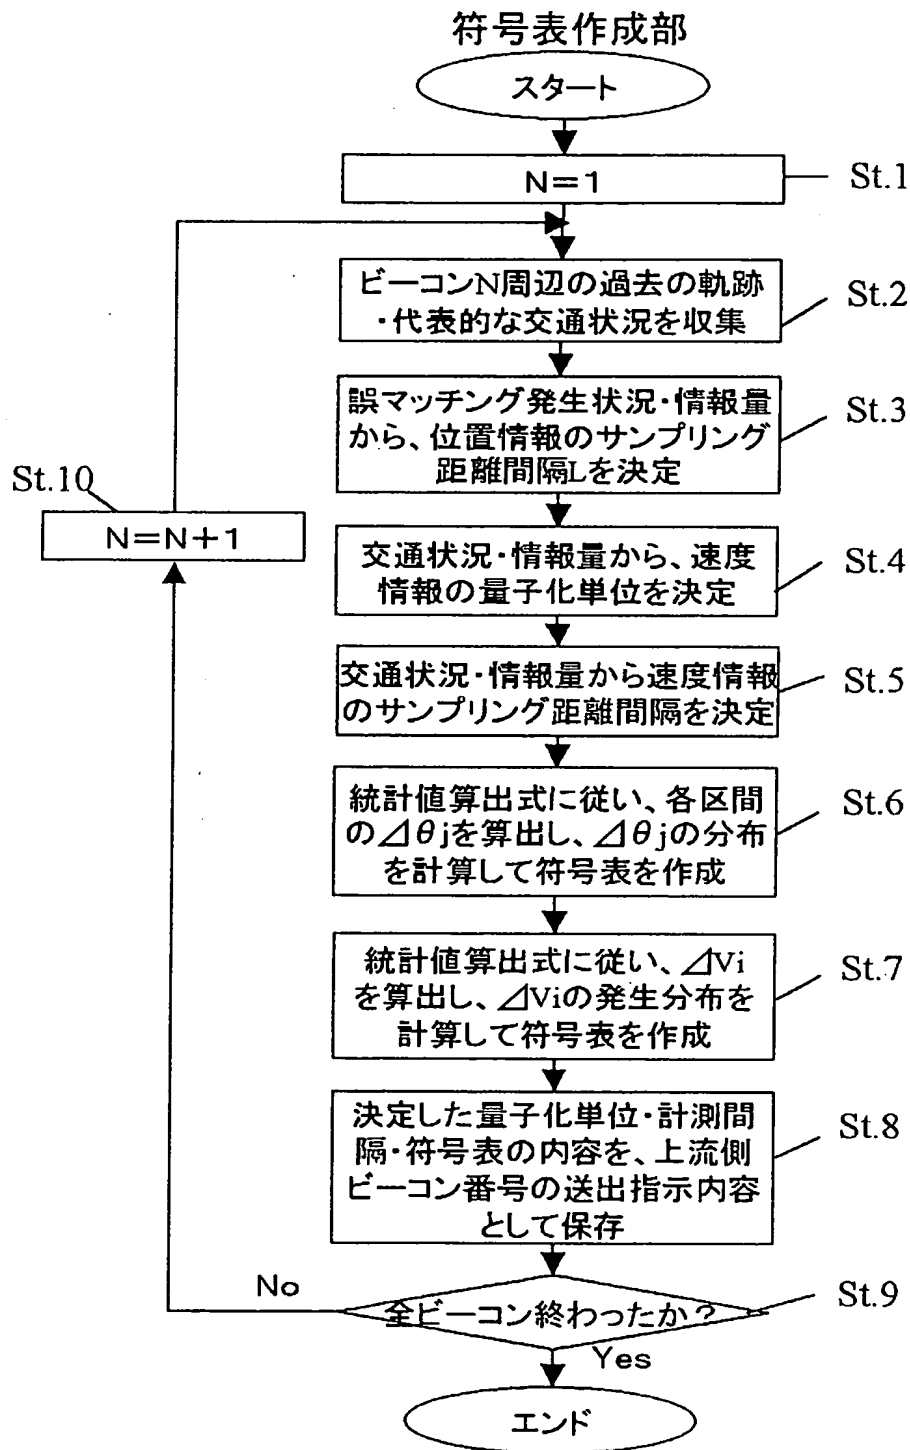 符号表作成部
スタート
N=1
St.1
ビーコンN周辺の過去の軌跡
・代表的な交通状況を収集
St.2
誤マッチング発生状況・情報量
から、位置情報のサンプリング
距離間隔Lを決定
St.3
St.10
N=N+1
交通状況・情報量から、速度
情報の量子化単位を決定
St.4
交通状況・情報量から速度情報
のサンプリング距離間隔を決定
St.5
統計値算出式に従い、各区間
の⊿θjを算出し、⊿θjの分布
を計算して符号表を作成
St.6
統計値算出式に従い、⊿Vi
を算出し、⊿Viの発生分布を
計算して符号表を作成
St.7
決定した量子化単位・計測間
隔・符号表の内容を、上流側
ビーコン番号の送出指示内容
として保存
St.8
No
全ビーコン終わったか?
St.9
Yes
エンド